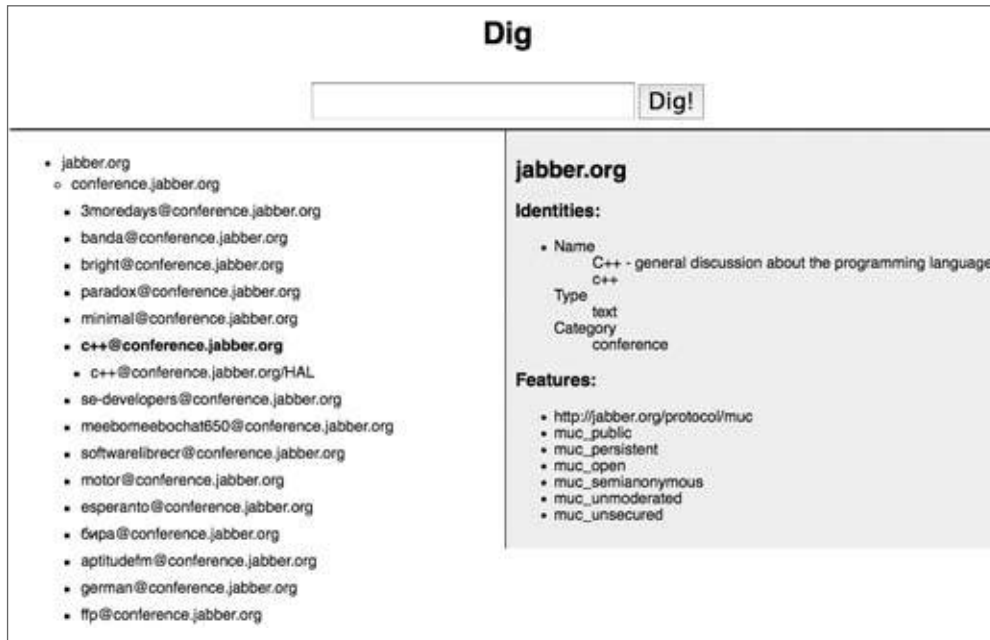 Dig
Dig!
jabber.org
conference.jabber.org
3moredays@conference.jabber.org
banda@conference.jabber.org
bright@conference.jabber.org
paradox@conference.jabber.org
minimal@conference.jabber.org
c++@conference.jabber.org
c++@conference.jabber.org/HAL
se-developers@conference.jabber.org
meebomeebochat650@conference.jabber.org
softwarelibrecr@conference.jabber.org
motor@conference.jabber.org
esperanto@conference.jabber.org
бира@conference.jabber.org
aptitudefm@conference.jabber.org
german@conference.jabber.org
ffp@conference.jabber.org
jabber.org
Identities:
Name
C++ - general discussion about the programming language
c++
Type
text
Category
conference
Features:
http://jabber.org/protocol/muc
muc_public
muc_persistent
muc_open
muc_semianonymous
muc_unmoderated
muc_unsecured